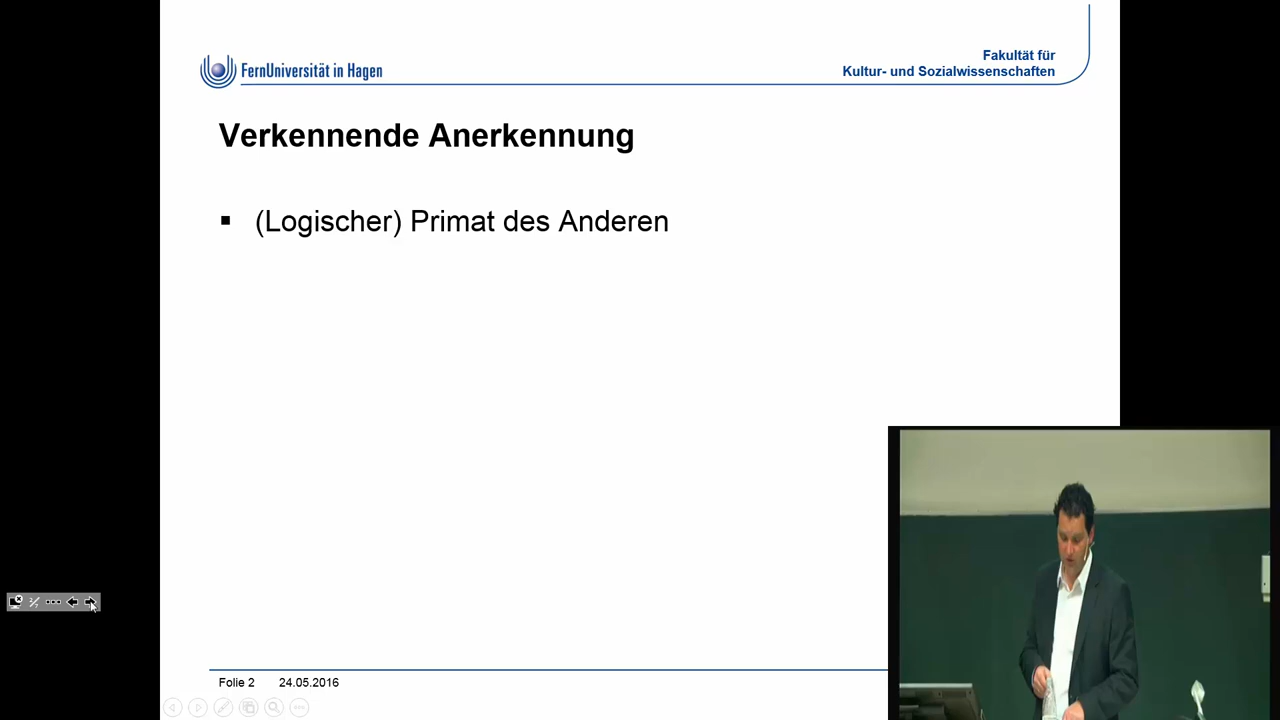 FernUniversität in Hagen
Fakultät für
Kultur- und Sozialwissenschaften
Verkennende Anerkennung
(Logischer) Primat des Anderen
Folie 2 24.05.2016